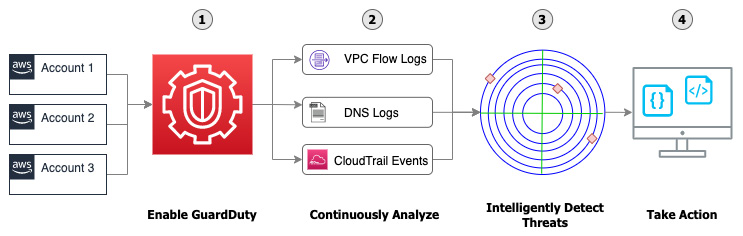 1
2
3
4
aws Account 1
aws Account 2
aws Account 3
VPC Flow Logs
DNS Logs
CloudTrail Events
{}
</>
Enable GuardDuty
Continuously Analyze
Intelligently Detect
Threats
Take Action